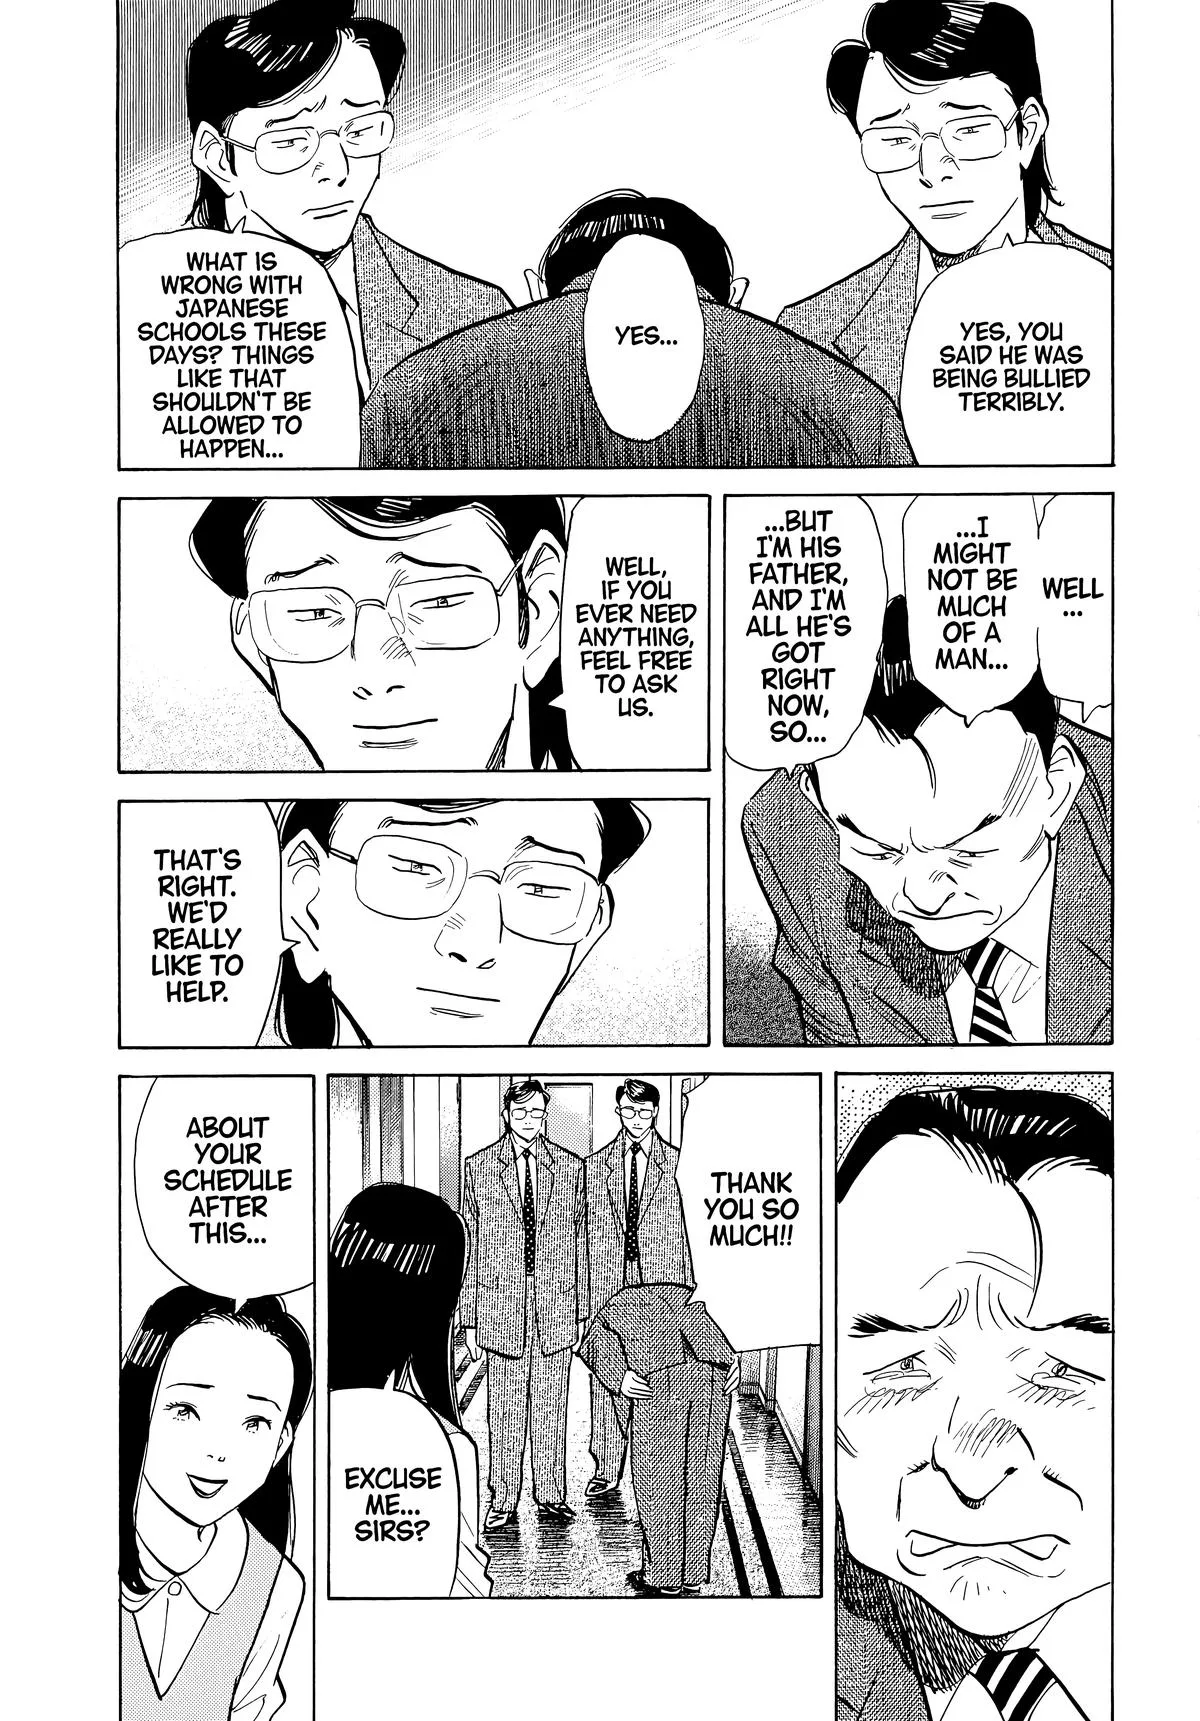 YES, YOU
SAID HE WAS
BEING BULLIED
TERRIBLY.
YES...
WHAT IS
WRONG WITH
JAPANESE
SCHOOLS THESE
DAYS? THINGS
LIKE THAT
SHOULDN'T BE
ALLOWED TO
HAPPEN...
WELL
...
...I
MIGHT
NOT BE
MUCH
OF A
MAN...
...BUT
I'M HIS
FATHER,
AND I'M
ALL HE'S
GOT
RIGHT
NOW,
SO...
WELL,
IF YOU
EVER NEED
ANYTHING,
FEEL FREE
TO ASK
US.
THAT'S
RIGHT.
WE'D
REALLY
LIKE TO
HELP.
THANK
YOU SO
MUCH!!
EXCUSE
ME...
SIRS?
ABOUT
YOUR
SCHEDULE
AFTER
THIS...